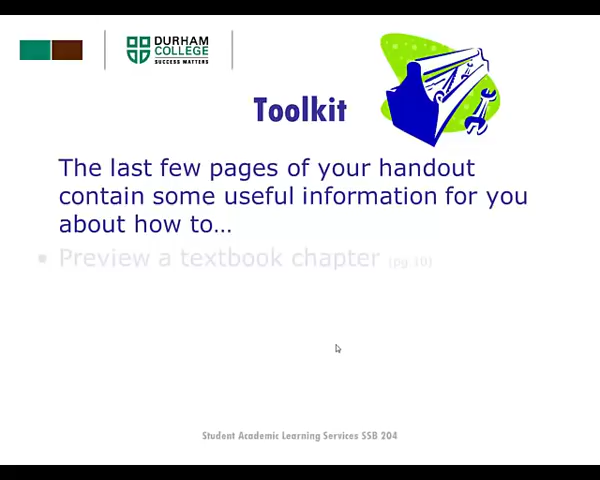 DURHAM
COLLEGE
SUCCESS MATTERS
Toolkit
The last few pages of your handout
contain some useful information for you
about how to…
• Preview a textbook chapter (pg.10)
Student Academic Learning Services SSB 204